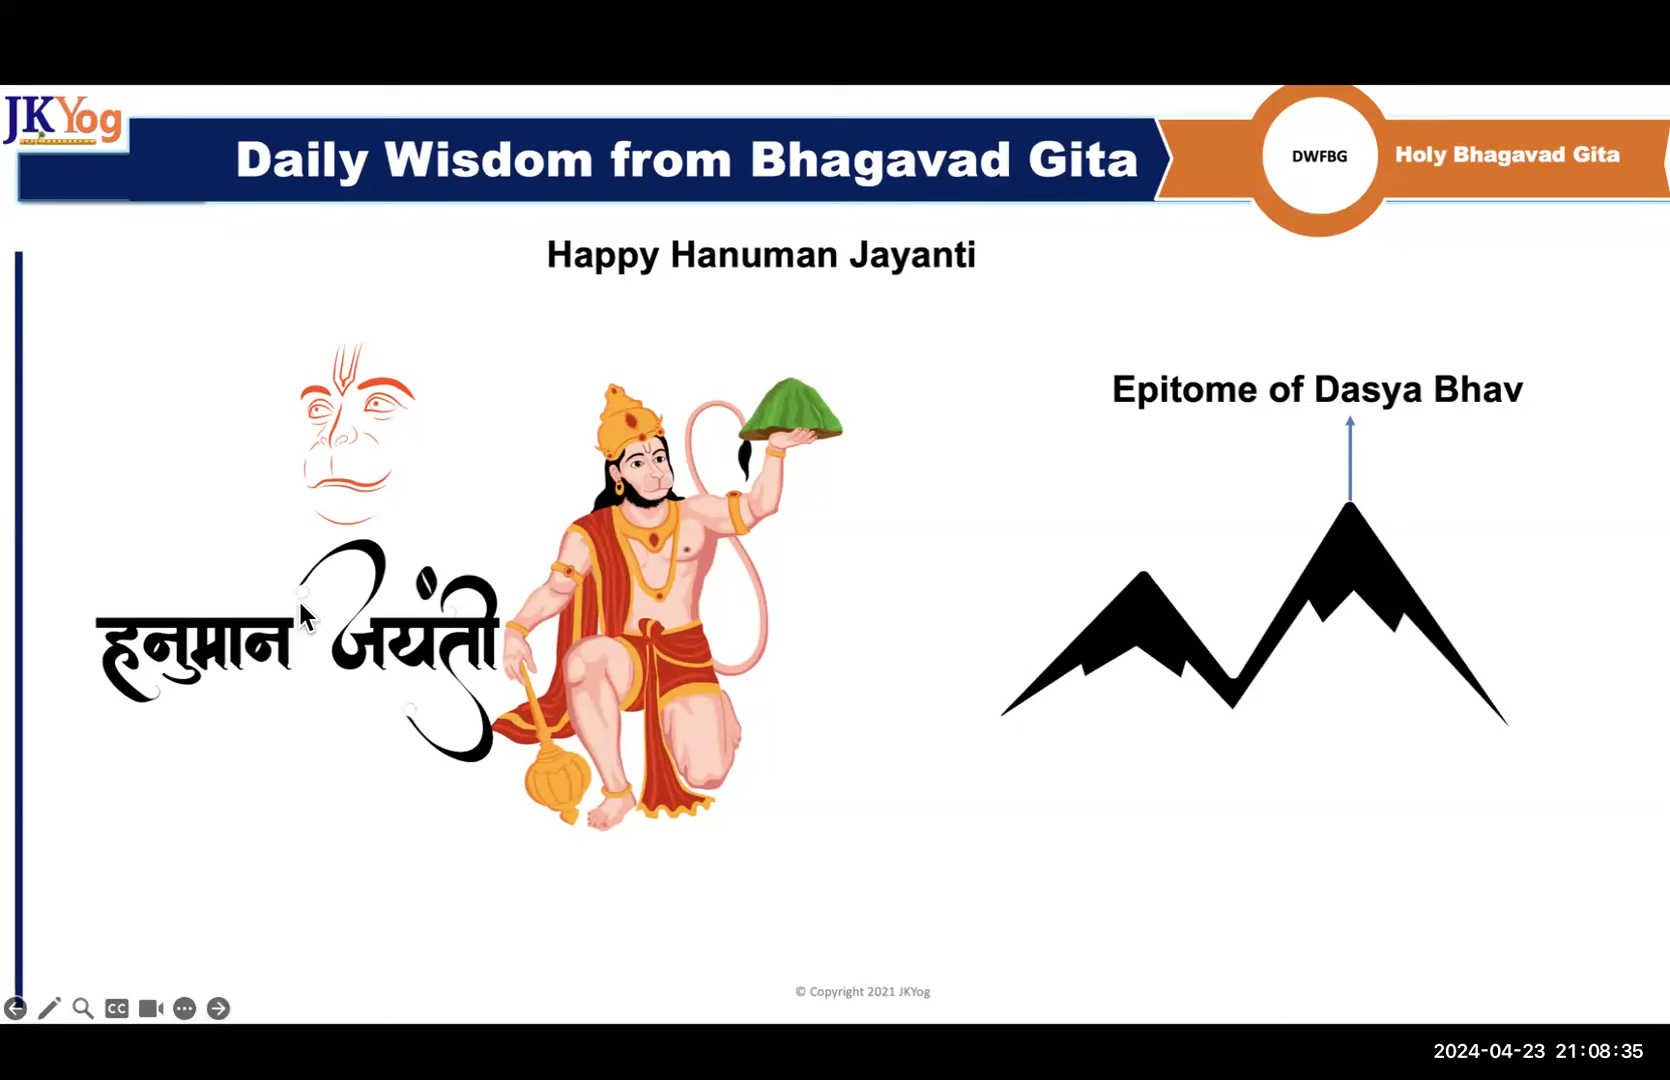 JKYog
Daily Wisdom from Bhagavad Gita
DWFBG
Holy Bhagavad Gita
Happy Hanuman Jayanti
Epitome of Dasya Bhav
हनुमान जयंती
© Copyright 2021 JKYog
CC
2024-04-23 21:08:35